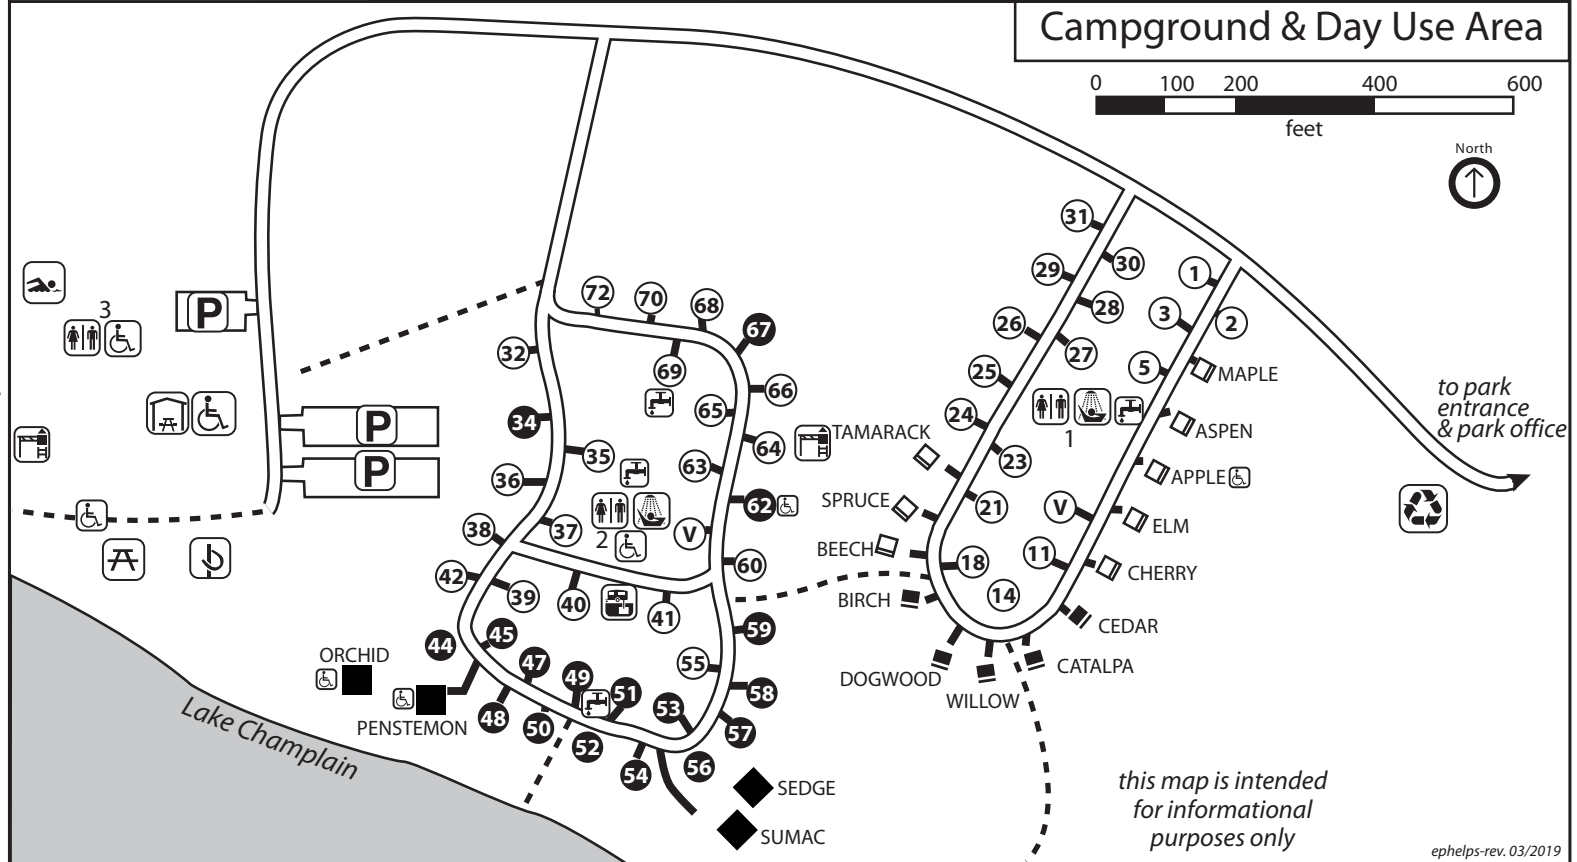 Campground & Day Use Area
0 100 200 400 600
feet
North
31
29
30
1
28
3
2
26
27
5
MAPLE
25
24
1
ASPEN
TAMARACK
23
APPLE
SPRUCE
21
V
ELM
BEECH
18
11
CHERRY
BIRCH
14
CEDAR
DOGWOOD
WILLOW
CATALPA
to park
entrance
& park office
3
P
P
P
72
70
68
67
32
69
66
65
34
64
35
63
36
62
38
37
2
V
60
42
39
40
41
59
44
45
55
ORCHID
47
49
51
58
PENSTEMON
48
50
53
57
52
54
56
SEDGE
SUMAC
Lake Champlain
this map is intended
for informational
purposes only
ephelps-rev. 03/2019